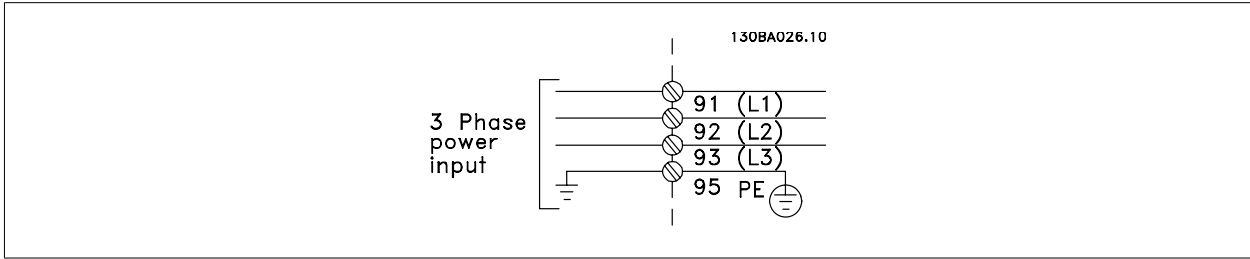 130BA026.10
3 Phase
power
input
91 (L1)
92 (L2)
93 (L3)
95 PE